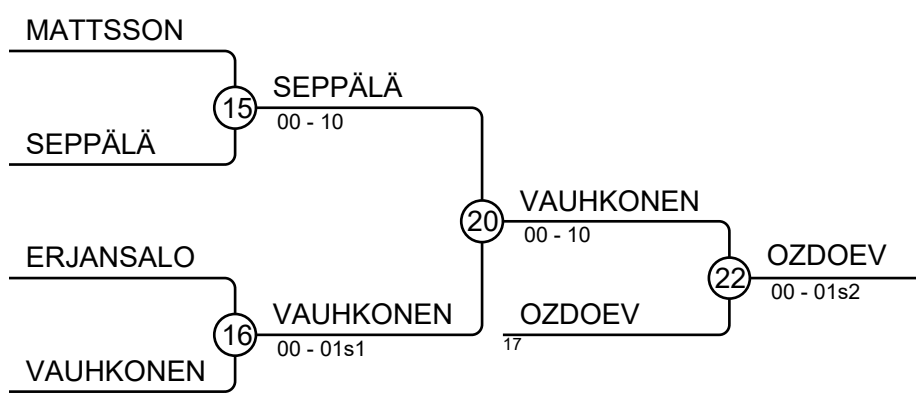 MATTSSON
15
SEPPÄLÄ
00 - 10
SEPPÄLÄ
20
VAUHKONEN
00 - 10
ERJANSALO
22
OZDOEV
00 - 01s2
16
VAUHKONEN
00 - 01s1
OZDOEV
17
VAUHKONEN